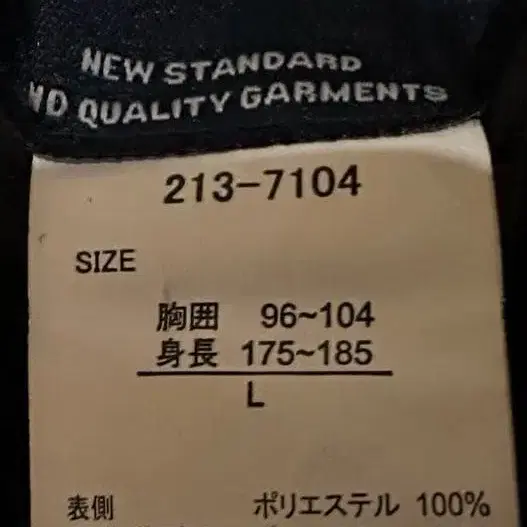 NEW STANDARD
ND QUALITY GARMENTS
213-7104
SIZE
胸囲 96~104
身長 175~185
L
表側 ポリエステル 100%